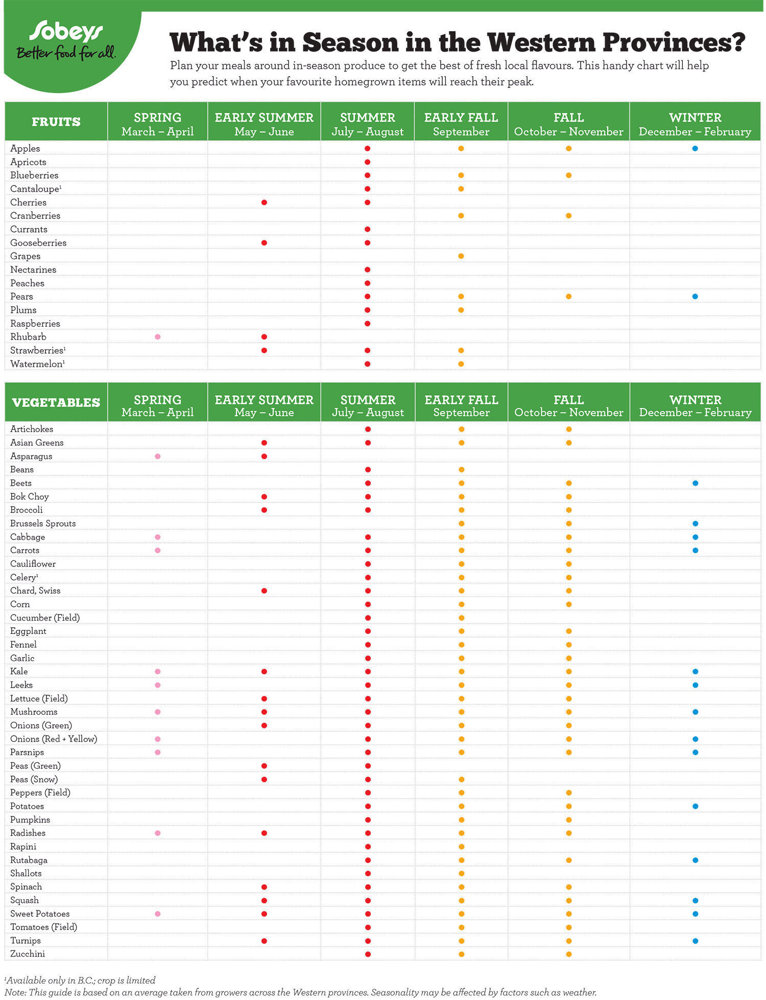 Sobeys
Better food for all.
What's in Season in the Western Provinces?
Plan your meals around in-season produce to get the best of fresh local flavours. This handy chart will help
you predict when your favourite homegrown items will reach their peak.
FRUITS SPRING EARLY SUMMER SUMMER EARLY FALL FALL WINTER
March – April May – June July – August September October – November December – February
Apples
Apricots
Blueberries
Cantaloupe¹
Cherries
Cranberries
Currants
Gooseberries
Grapes
Nectarines
Peaches
Pears
Plums
Raspberries
Rhubarb
Strawberries¹
Watermelon¹
VEGETABLES SPRING EARLY SUMMER SUMMER EARLY FALL FALL WINTER
March – April May – June July – August September October – November December – February
Artichokes
Asian Greens
Asparagus
Beans
Beets
Bok Choy
Broccoli
Brussels Sprouts
Cabbage
Carrots
Cauliflower
Celery¹
Chard, Swiss
Corn
Cucumber (Field)
Eggplant
Fennel
Garlic
Kale
Leeks
Lettuce (Field)
Mushrooms
Onions (Green)
Onions (Red + Yellow)
Parsnips
Peas (Green)
Peas (Snow)
Peppers (Field)
Potatoes
Pumpkins
Radishes
Rapini
Rutabaga
Shallots
Spinach
Squash
Sweet Potatoes
Tomatoes (Field)
Turnips
Zucchini
¹Available only in B.C.; crop is limited
Note: This guide is based on an average taken from growers across the Western provinces. Seasonality may be affected by factors such as weather.